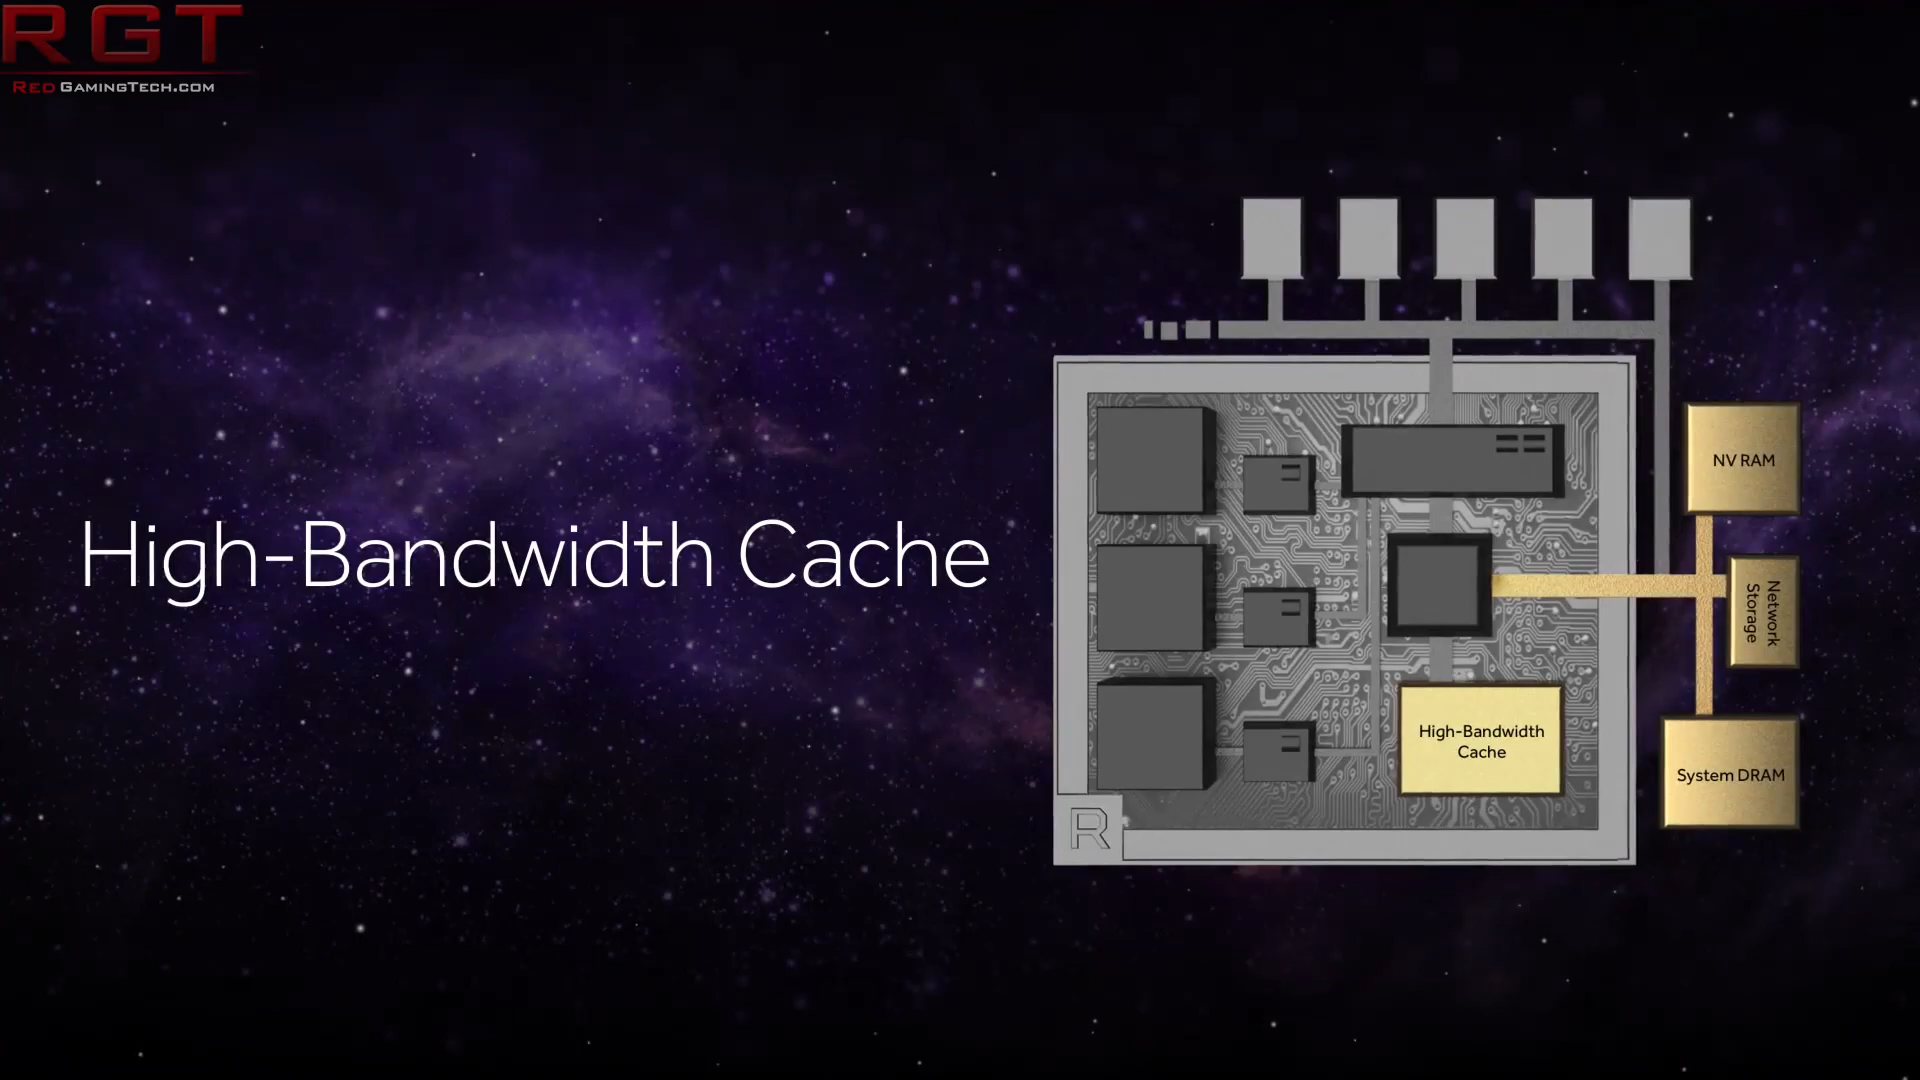 RGT
REDGAMINGTECH.COM
High-Bandwidth Cache
NV RAM
Network
Storage
High-Bandwidth
Cache
System DRAM
R